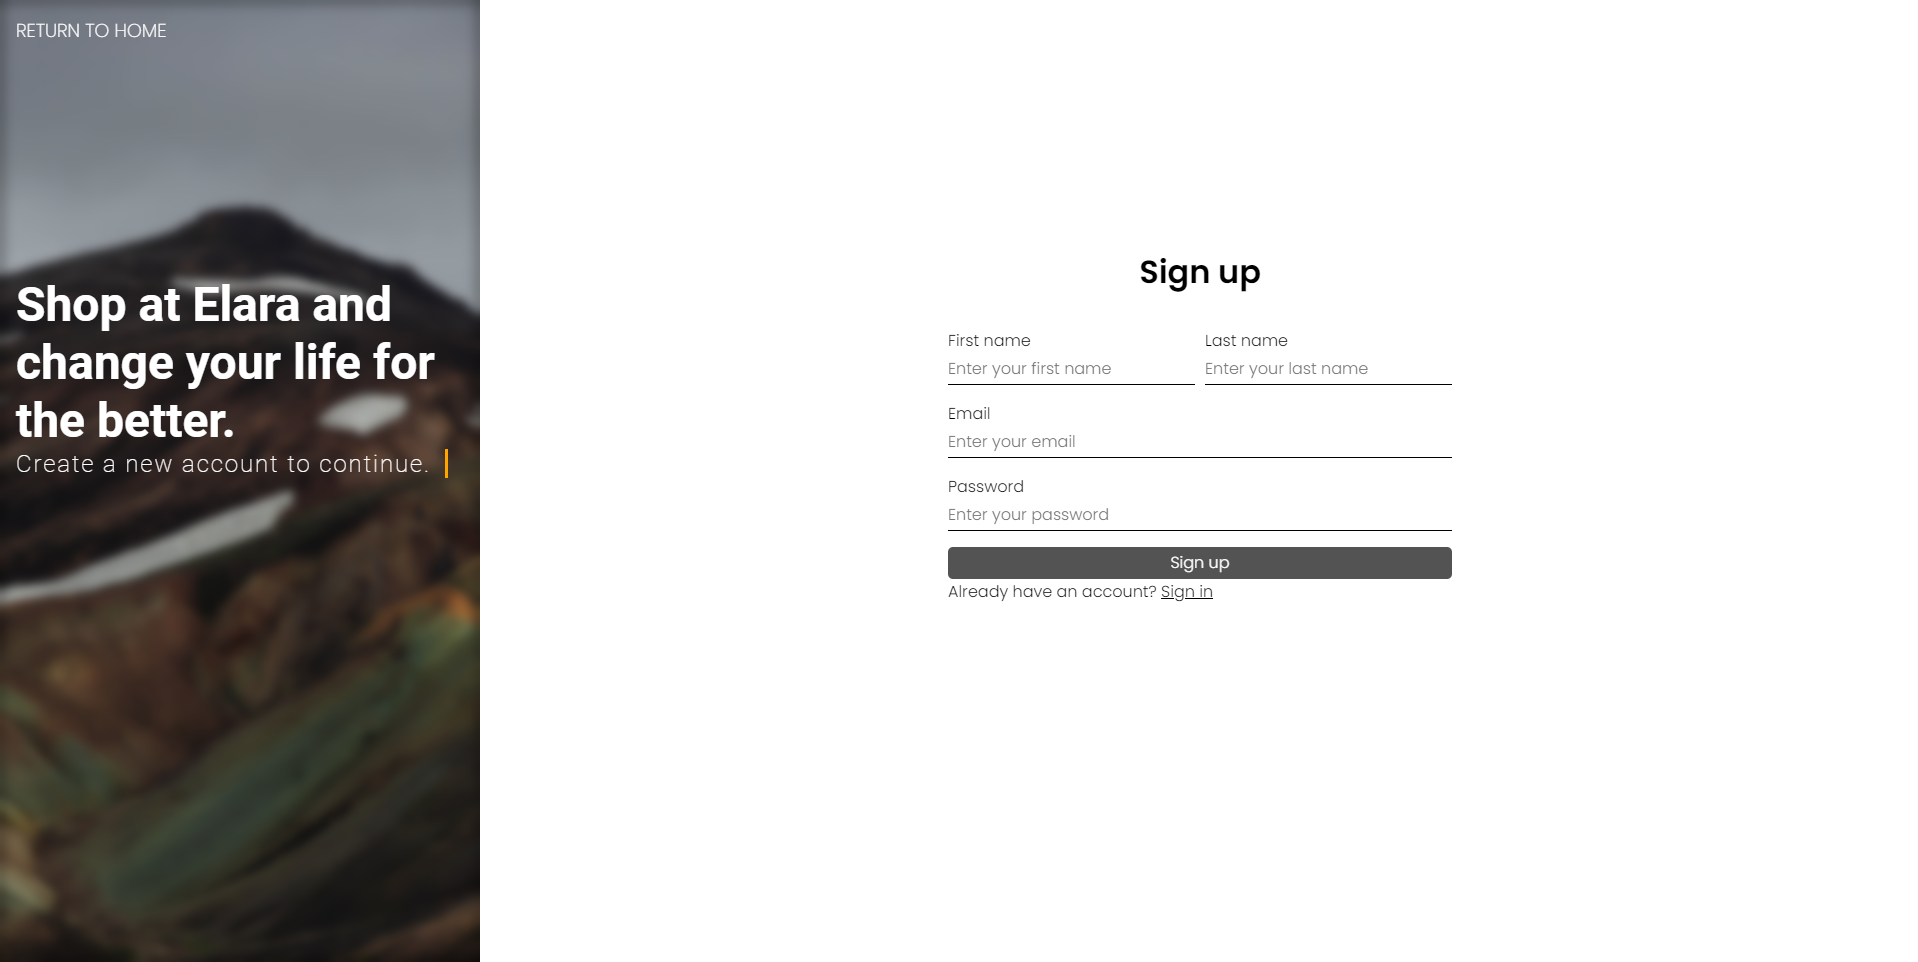 RETURN TO HOME
Shop at Elara and
change your life for
the better.
Create a new account to continue.
Sign up
First name
Last name
Enter your first name
Enter your last name
Email
Enter your email
Password
Enter your password
Sign up
Already have an account? Sign in